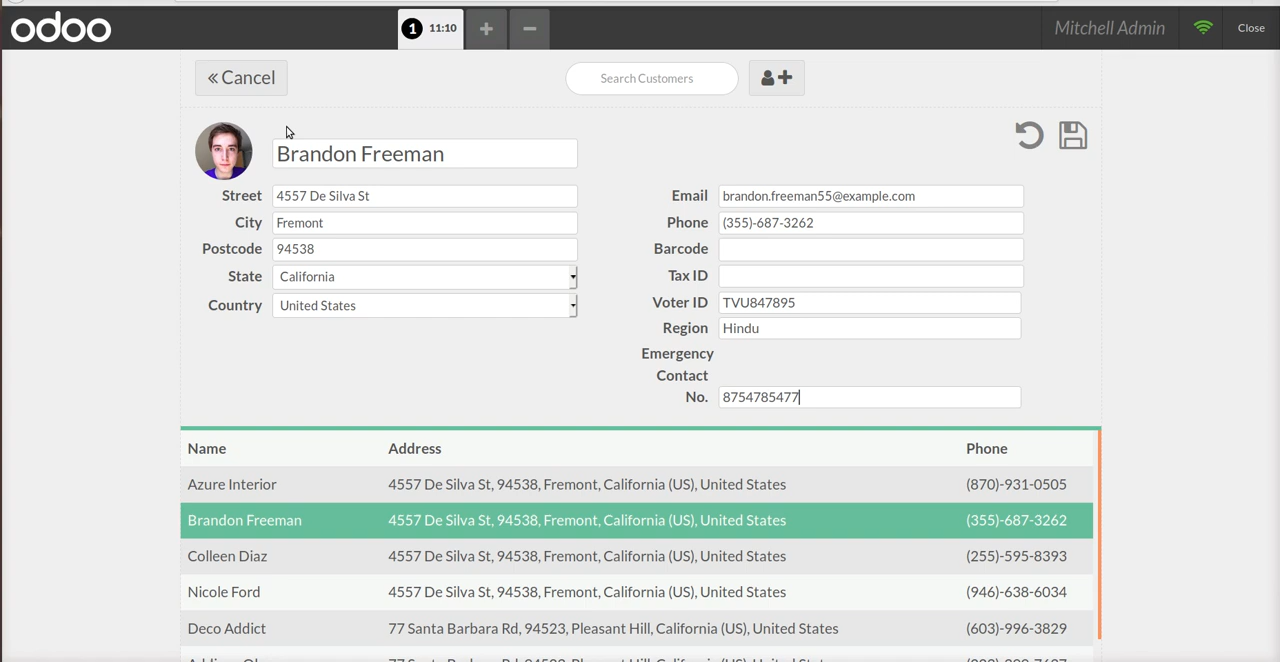 odoo
1 11:10
Mitchell Admin
Close
« Cancel
Search Customers
Brandon Freeman
Street 4557 De Silva St
City Fremont
Postcode 94538
State California
Country United States
Email brandon.freeman55@example.com
Phone (355)-687-3262
Barcode
Tax ID
Voter ID TVU847895
Region Hindu
Emergency
Contact
No. 8754785477
Name Address Phone
Azure Interior 4557 De Silva St, 94538, Fremont, California (US), United States (870)-931-0505
Brandon Freeman 4557 De Silva St, 94538, Fremont, California (US), United States (355)-687-3262
Colleen Diaz 4557 De Silva St, 94538, Fremont, California (US), United States (255)-595-8393
Nicole Ford 4557 De Silva St, 94538, Fremont, California (US), United States (946)-638-6034
Deco Addict 77 Santa Barbara Rd, 94523, Pleasant Hill, California (US), United States (603)-996-3829